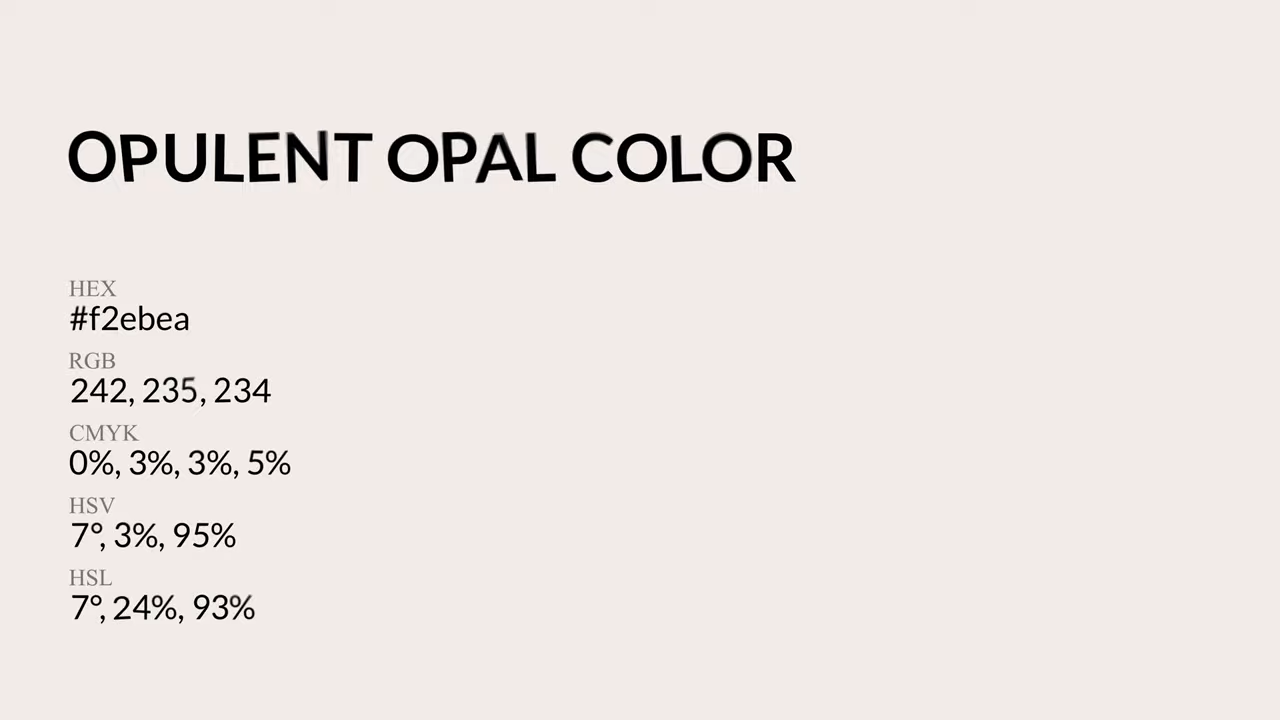 OPULENT OPAL COLOR
HEX
#f2ebea
RGB
242, 235, 234
CMYK
0%, 3%, 3%, 5%
HSV
7°, 3%, 95%
HSL
7°, 24%, 93%